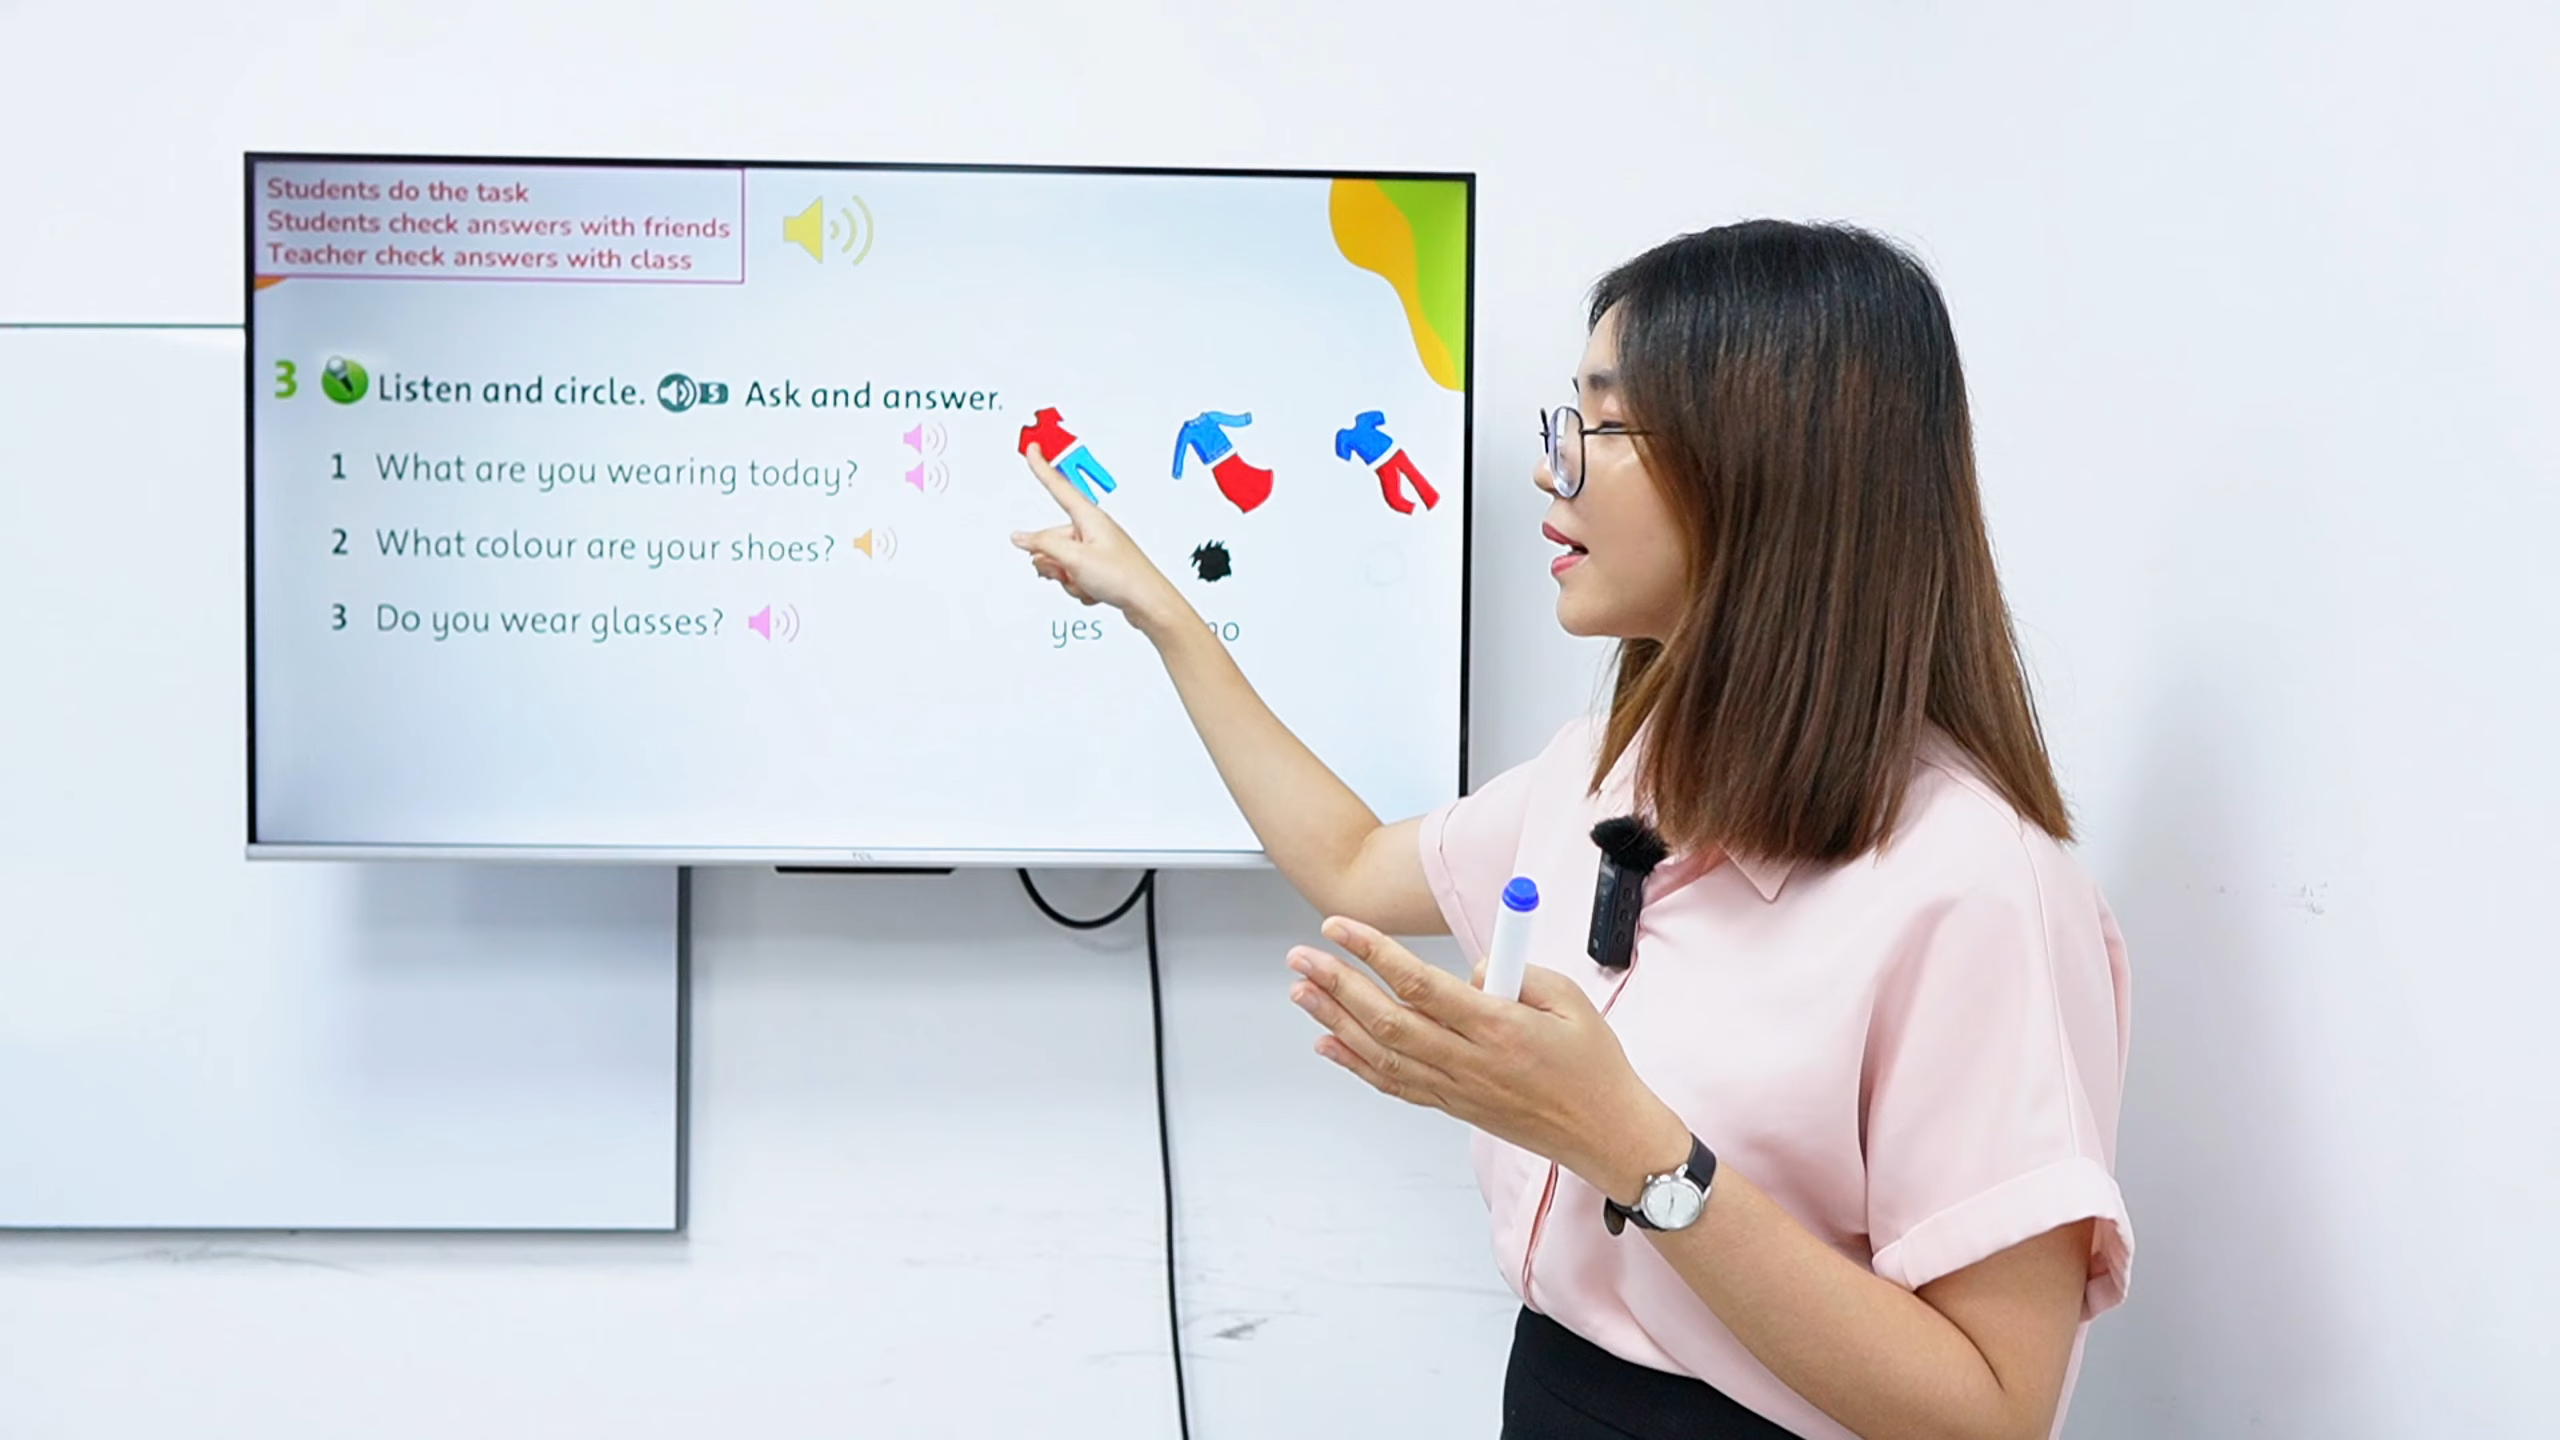 Students do the task
Students check answers with friends
Teacher check answers with class
3 Listen and circle. 5 Ask and answer.
1 What are you wearing today?
2 What colour are your shoes?
3 Do you wear glasses? yes no